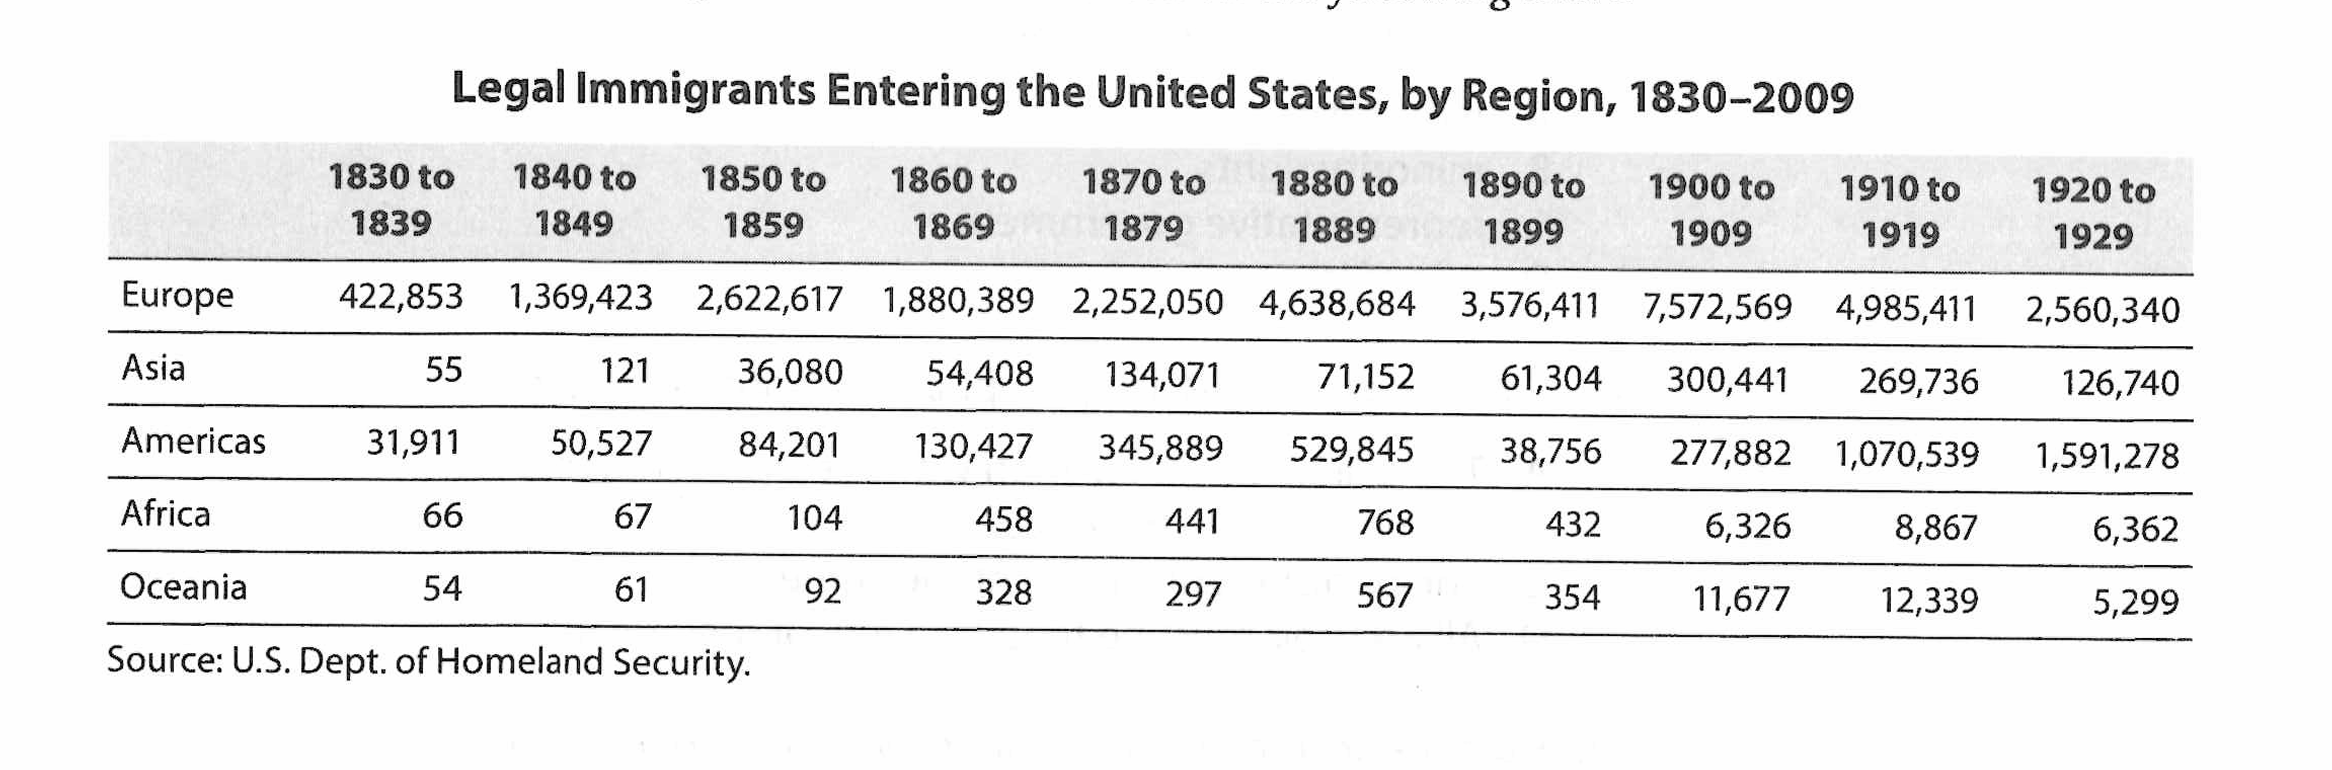 Legal Immigrants Entering the United States, by Region, 1830–2009
1830 to 1840 to 1850 to 1860 to 1870 to 1880 to 1890 to 1900 to 1910 to 1920 to
1839 1849 1859 1869 1879 1889 1899 1909 1919 1929
Europe 422,853 1,369,423 2,622,617 1,880,389 2,252,050 4,638,684 3,576,411 7,572,569 4,985,411 2,560,340
Asia 55 121 36,080 54,408 134,071 71,152 61,304 300,441 269,736 126,740
Americas 31,911 50,527 84,201 130,427 345,889 529,845 38,756 277,882 1,070,539 1,591,278
Africa 66 67 104 458 441 768 432 6,326 8,867 6,362
Oceania 54 61 92 328 297 567 354 11,677 12,339 5,299
Source: U.S. Dept. of Homeland Security.